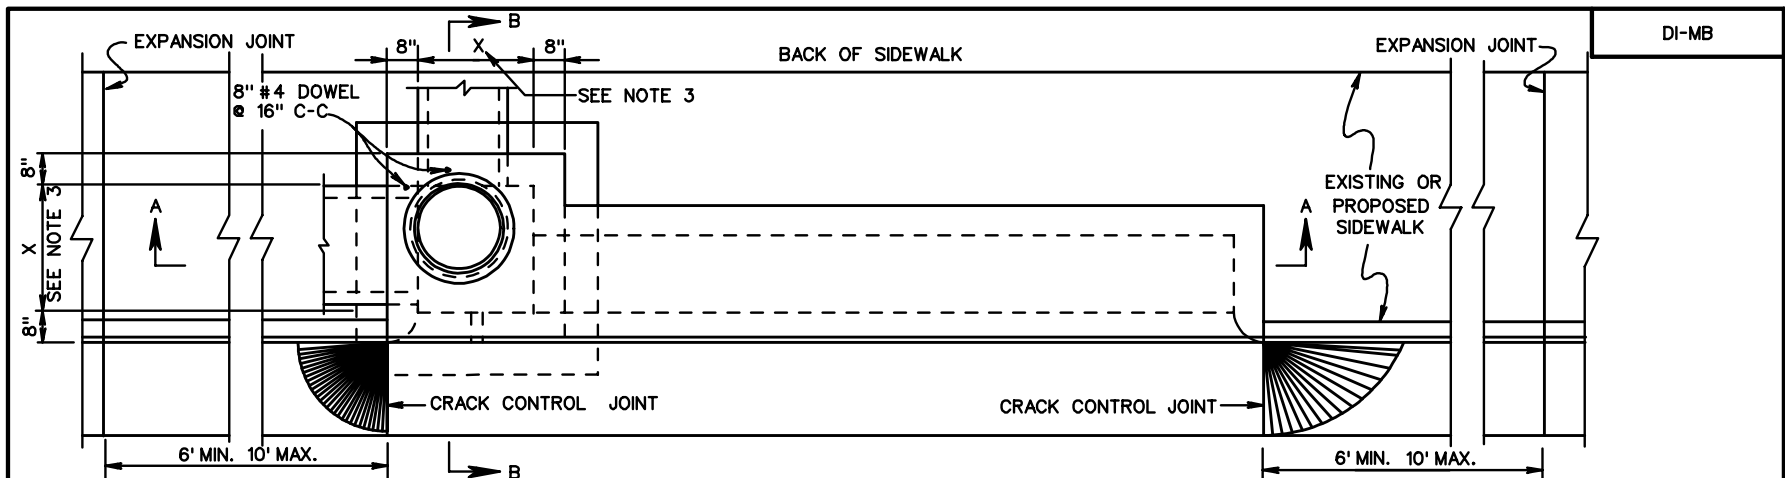 DI-MB
B
EXPANSION JOINT
8"
X
8"
BACK OF SIDEWALK
EXPANSION JOINT
8" #4 DOWEL
@ 16" C-C
SEE NOTE 3
8"
X
SEE NOTE 3
8"
A
A
EXISTING OR
PROPOSED
SIDEWALK
CRACK CONTROL JOINT
CRACK CONTROL JOINT
6' MIN. 10' MAX.
6' MIN. 10' MAX.
B